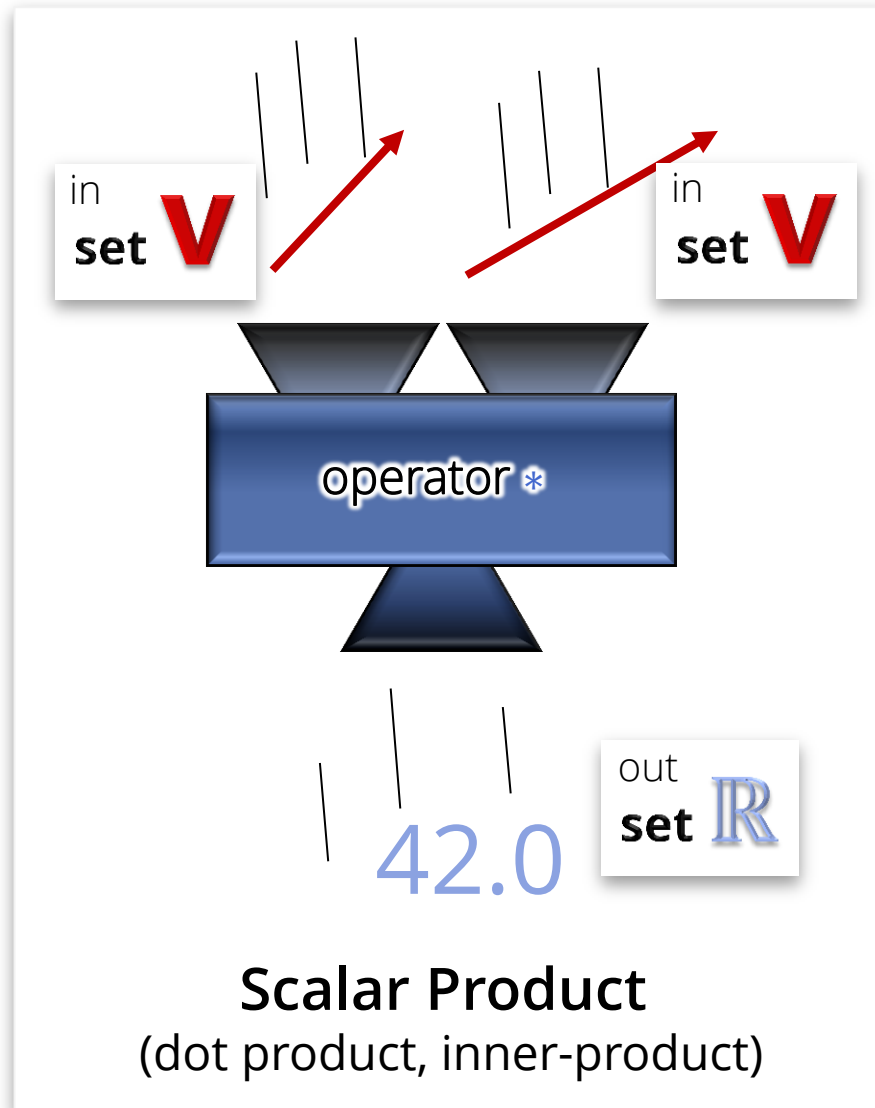 in
set V
in
set V
operator *
out
set ℝ
42.0
Scalar Product
(dot product, inner-product)